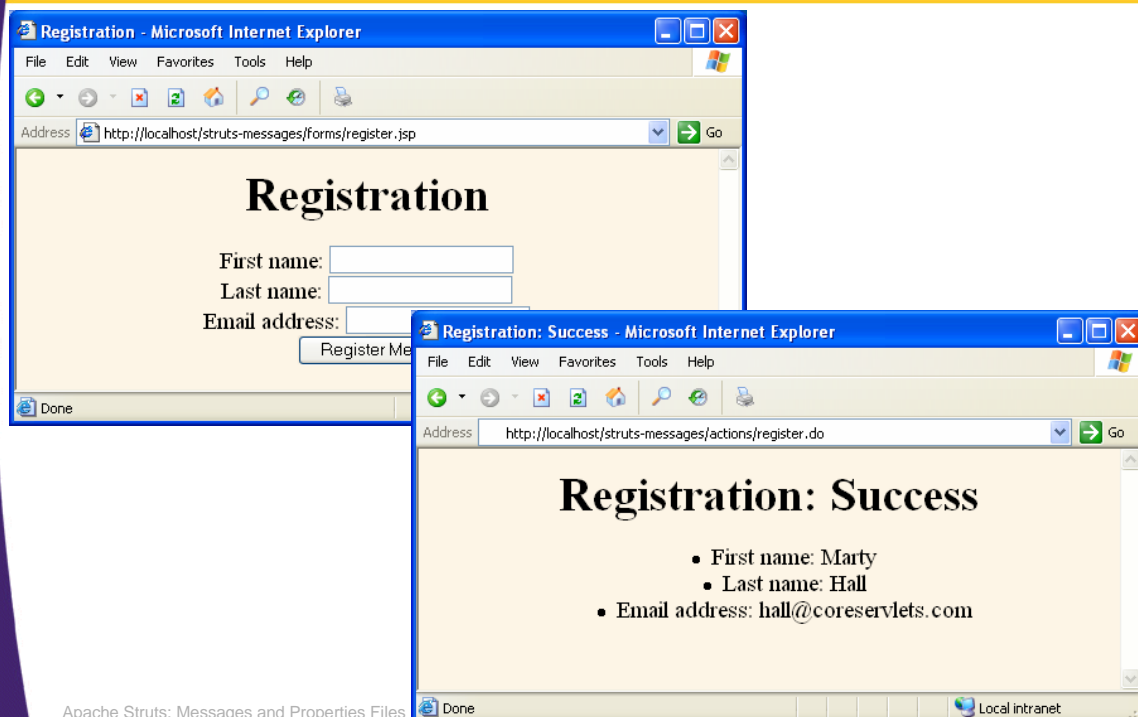 Registration - Microsoft Internet Explorer
File Edit View Favorites Tools Help
Address http://localhost/struts-messages/forms/register.jsp Go
Registration
First name:
Last name:
Email address:
Register Me
Done
Registration: Success - Microsoft Internet Explorer
File Edit View Favorites Tools Help
Address http://localhost/struts-messages/actions/register.do Go
Registration: Success
• First name: Marty
• Last name: Hall
• Email address: hall@coreservlets.com
Done Local intranet
Apache Struts: Messages and Properties Files